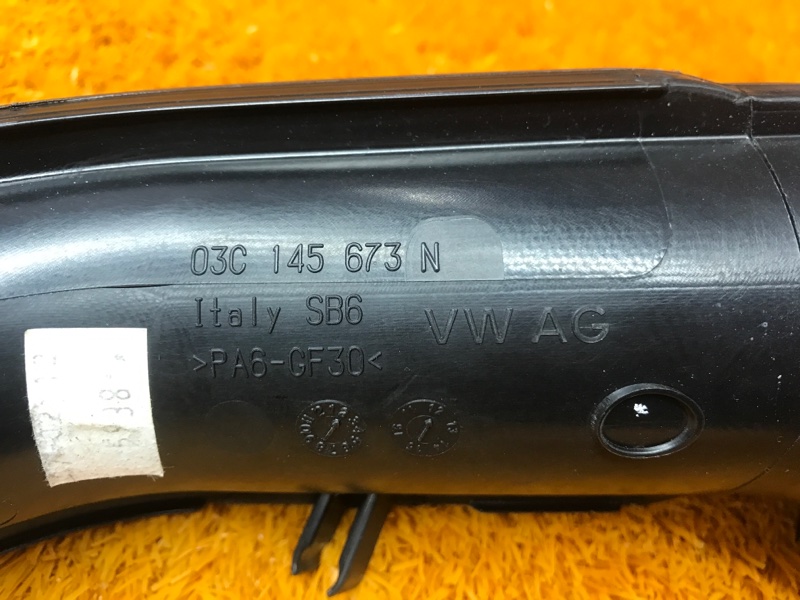 03C 145 673 N
Italy SB6
VW AG
>PA6-GF30<